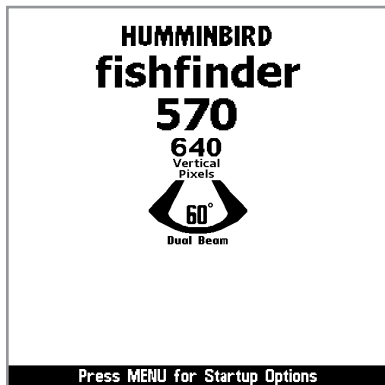 HUMMINBIRD
fishfinder
570
640
Vertical
Pixels
60°
Dual Beam
Press MENU for Startup Options